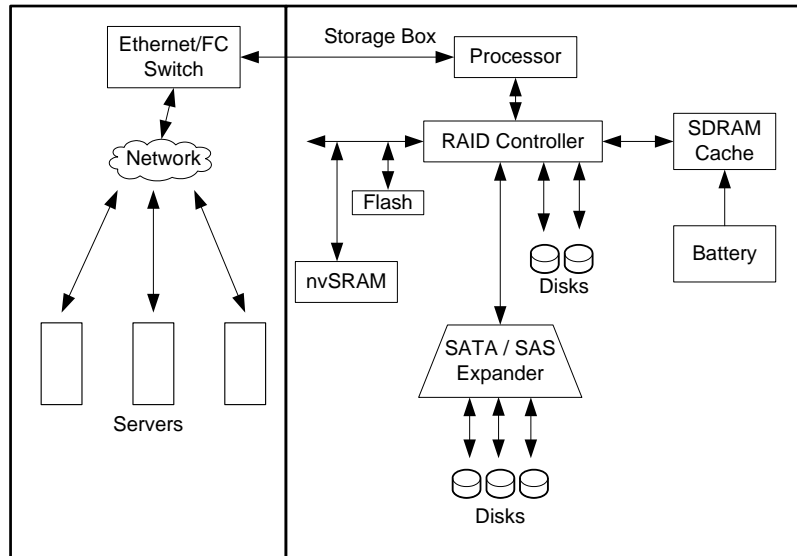 Ethernet/FC
Switch
Storage Box
Processor
RAID Controller
SDRAM
Cache
Network
Flash
Battery
nvSRAM
Disks
SATA / SAS
Expander
Servers
Disks